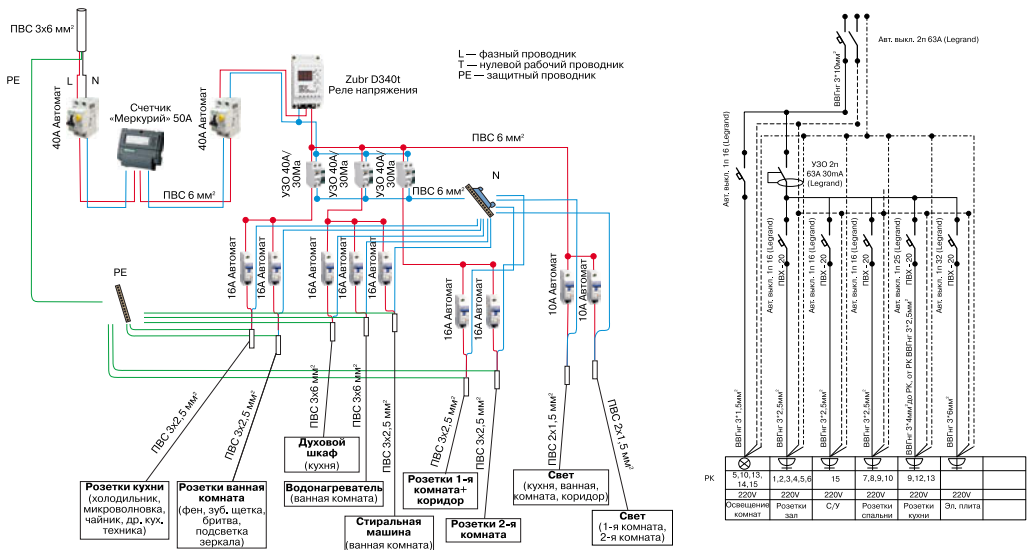 ПВС 3х6 мм²
PE
L
N
40А Автомат
Счетчик
«Меркурий» 50А
40А Автомат
ПВС 6 мм²
Zubr D340t
Реле напряжения
L — фазный проводник
T — нулевой рабочий проводник
PE — защитный проводник
УЗО 40А/
30Ма
УЗО 40А/
30Ма
УЗО 40А/
30Ма
ПВС 6 мм²
ПВС 6 мм²
N
16А Автомат
16А Автомат
16А Автомат
16А Автомат
16А Автомат
16А Автомат
16А Автомат
10А Автомат
10А Автомат
PE
ПВС 3х2,5 мм²
ПВС 3х2,5 мм²
ПВС 3х6 мм²
ПВС 3х6 мм²
ПВС 3х2,5 мм²
ПВС 3х2,5 мм²
ПВС 3х2,5 мм²
ПВС 2х1,5 мм²
ПВС 2х1,5 мм²
Розетки кухни
(холодильник,
микроволновка,
чайник, др. кух.
техника)
Розетки ванная
комната
(фен, зуб. щетка,
бритва,
подсветка
зеркала)
Духовой
шкаф
(кухня)
Водонагреватель
(ванная комната)
Стиральная
машина
(ванная комната)
Розетки 1-я
комната+
коридор
Розетки 2-я
комната
Свет
(кухня, ванная,
комната, коридор)
Свет
(1-я комната,
2-я комната)
Авт. выкл. 2п 63А (Legrand)
ВВГнг 3*10мм²
Авт. выкл. 1п 16 (Legrand)
УЗО 2п
63А 30mA
(Legrand)
Авт. выкл. 1п 16 (Legrand)
ПВХ - 20
Авт. выкл. 1п 16 (Legrand)
ПВХ - 20
Авт. выкл. 1п 16 (Legrand)
ПВХ - 20
Авт. выкл. 1п 25 (Legrand)
ПВХ - 20
Авт. выкл. 1п 32 (Legrand)
ВВГнг 3*1,5мм²
ВВГнг 3*2,5мм²
ВВГнг 3*2,5мм²
ВВГнг 3*2,5мм²
ВВГнг 3*4мм² до РК, от РК ВВГнг 3*2,5мм²
ВВГнг 3*6мм²
РК
5,10,13,
14,15
1,2,3,4,5,6
15
7,8,9,10
9,12,13
220V
220V
220V
220V
220V
220V
Освещение
комнат
Розетки
зал
С/У
Розетки
спальни
Розетки
кухни
Эл. плита